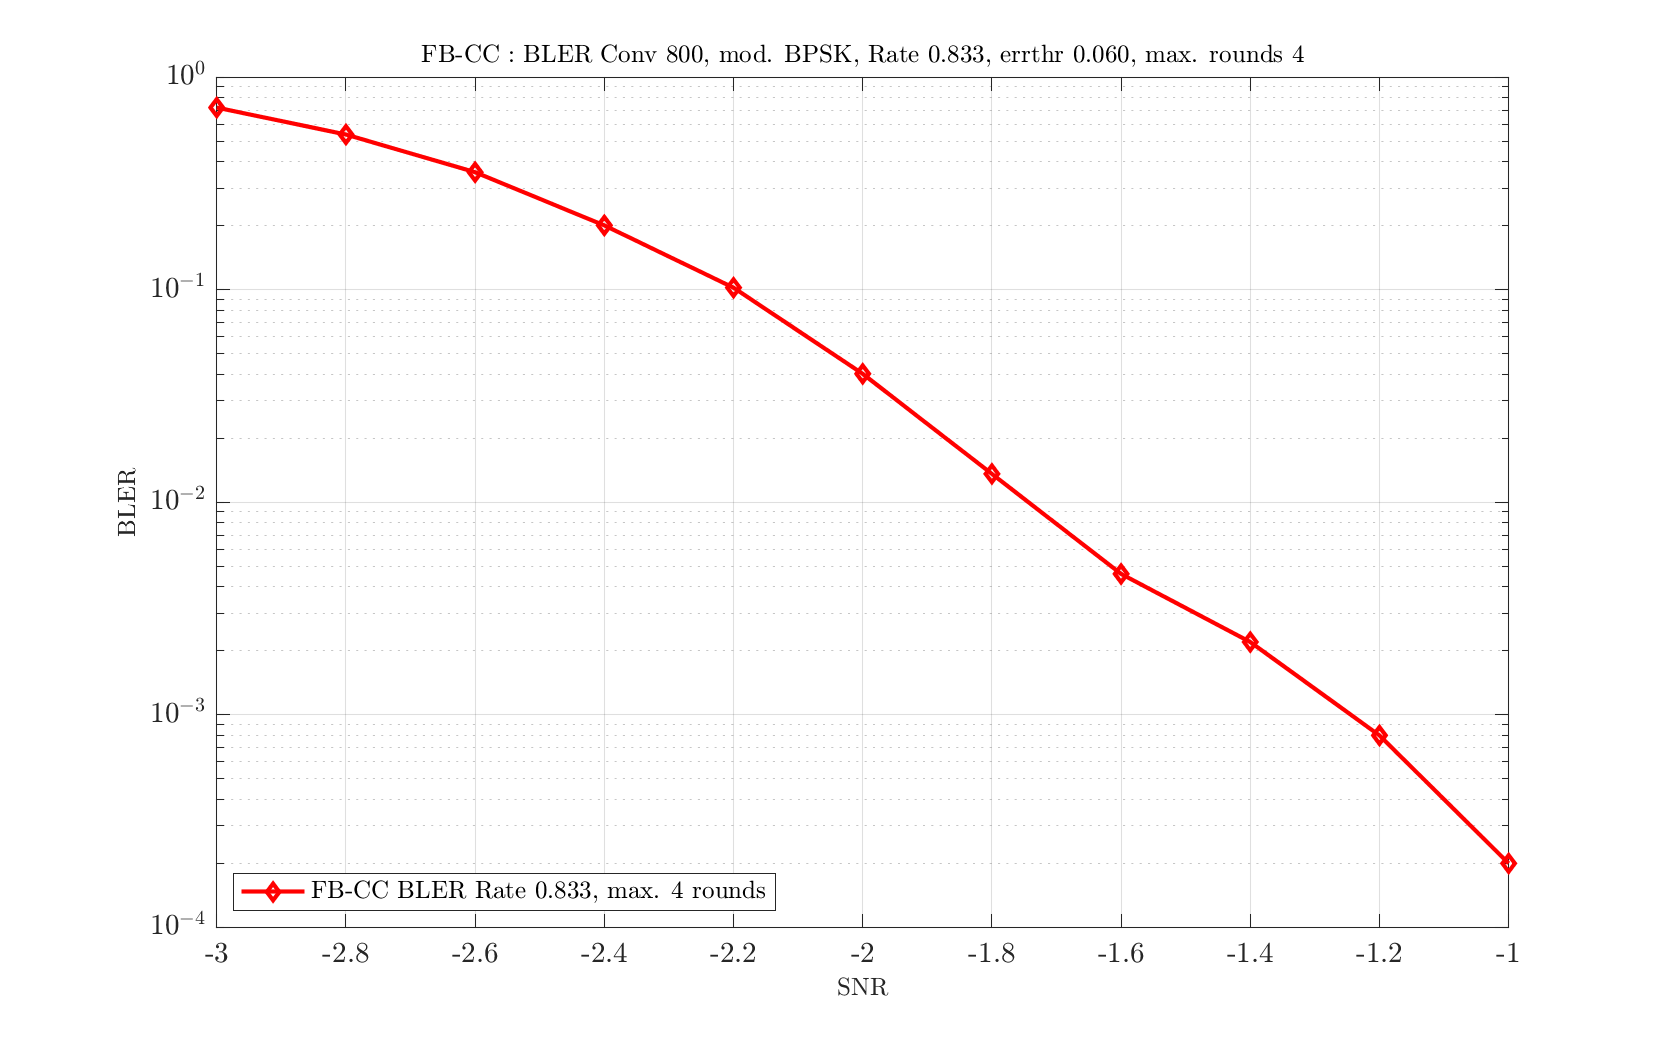 FB-CC : BLER Conv 800, mod. BPSK, Rate 0.833, errthr 0.060, max. rounds 4
10^0
10^-1
10^-2
10^-3
10^-4
BLER
FB-CC BLER Rate 0.833, max. 4 rounds
-3 -2.8 -2.6 -2.4 -2.2 -2 -1.8 -1.6 -1.4 -1.2 -1
SNR